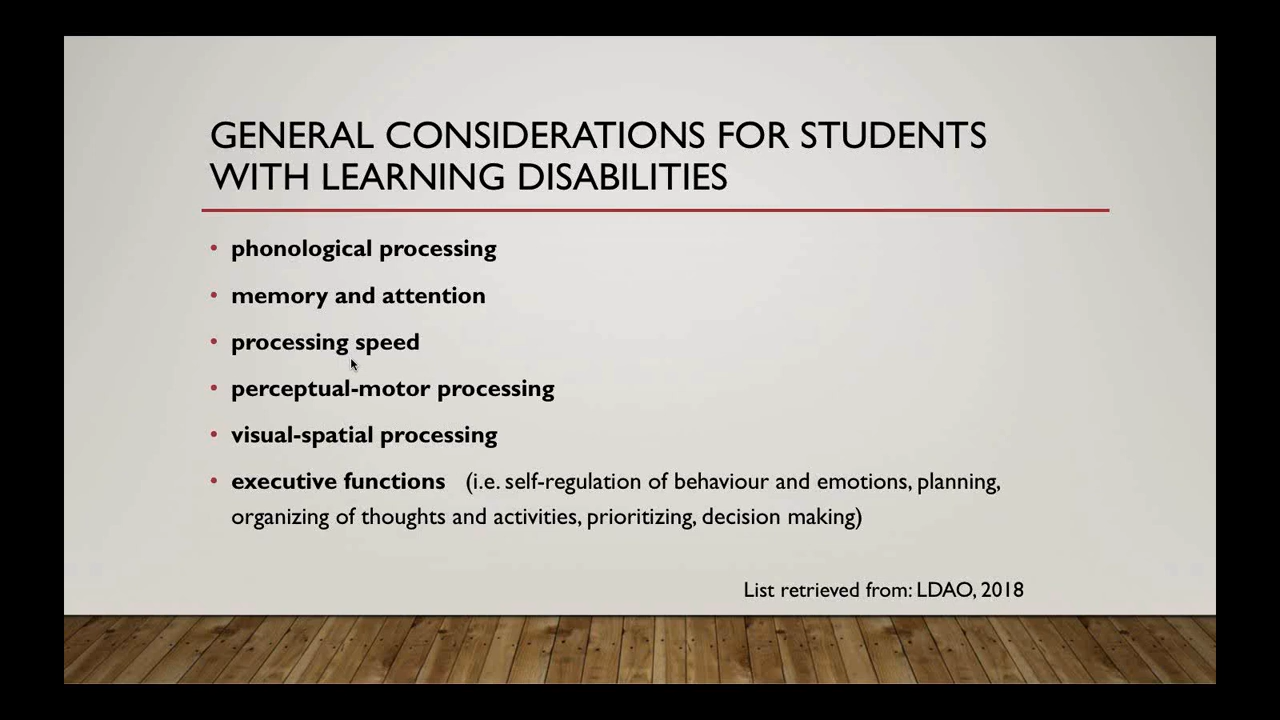 GENERAL CONSIDERATIONS FOR STUDENTS
WITH LEARNING DISABILITIES
• phonological processing
• memory and attention
• processing speed
• perceptual-motor processing
• visual-spatial processing
• executive functions (i.e. self-regulation of behaviour and emotions, planning,
organizing of thoughts and activities, prioritizing, decision making)
List retrieved from: LDAO, 2018